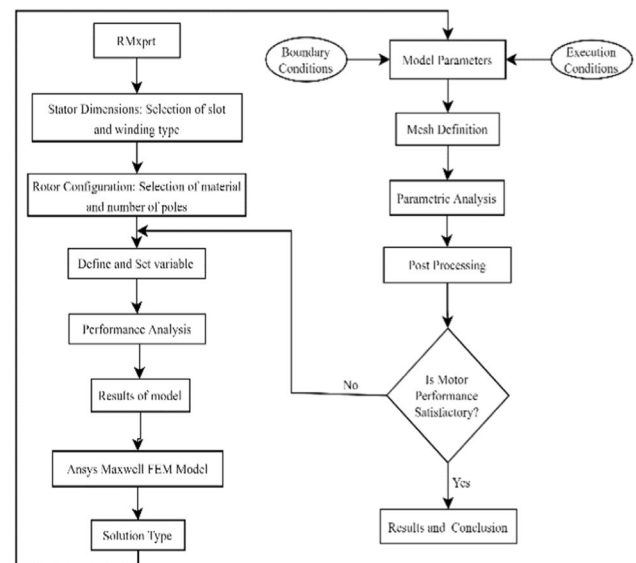 RMxprt
Stator Dimensions: Selection of slot
and winding type
Rotor Configuration: Selection of material
and number of poles
Define and Set variable
Performance Analysis
Results of model
Ansys Maxwell FEM Model
Solution Type
Boundary
Conditions
Model Parameters
Execution
Conditions
Mesh Definition
Parametric Analysis
Post Processing
Is Motor
Performance
Satisfactory?
No
Yes
Results and Conclusion